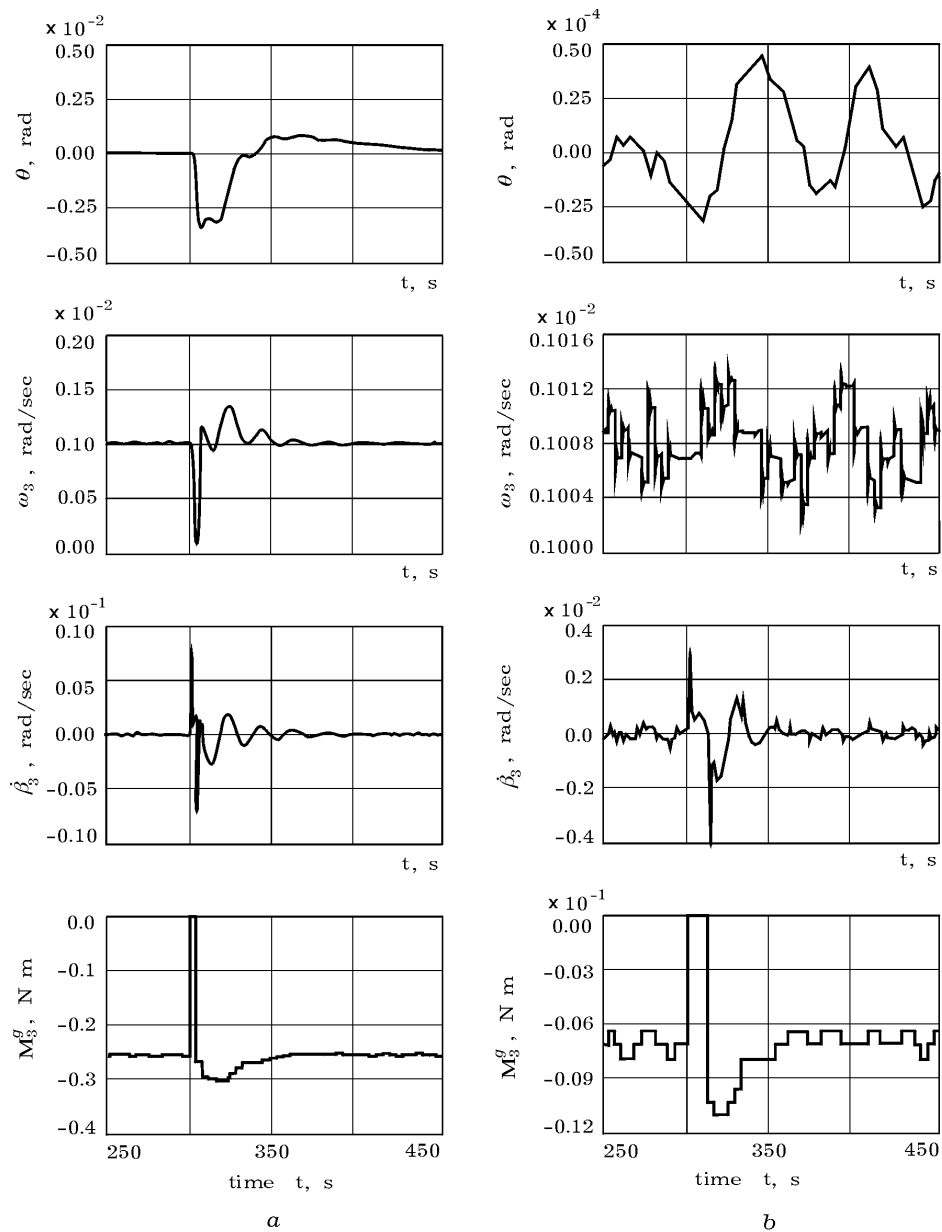 x 10⁻²
0.50
0.25
0.00
-0.25
-0.50
θ, rad
t, s
x 10⁻⁴
0.50
0.25
0.00
-0.25
-0.50
θ, rad
t, s
x 10⁻²
0.20
0.15
0.10
0.05
0.00
ω₃, rad/sec
t, s
x 10⁻²
0.1016
0.1012
0.1008
0.1004
0.1000
ω₃, rad/sec
t, s
x 10⁻¹
0.10
0.05
0.00
-0.05
-0.10
β̇₃, rad/sec
t, s
x 10⁻²
0.4
0.2
0.0
-0.2
-0.4
β̇₃, rad/sec
t, s
0.0
-0.1
-0.2
-0.3
-0.4
M₃ᵍ, N m
250 350 450
time t, s
a
x 10⁻¹
0.00
-0.03
-0.06
-0.09
-0.12
M₃ᵍ, N m
250 350 450
time t, s
b